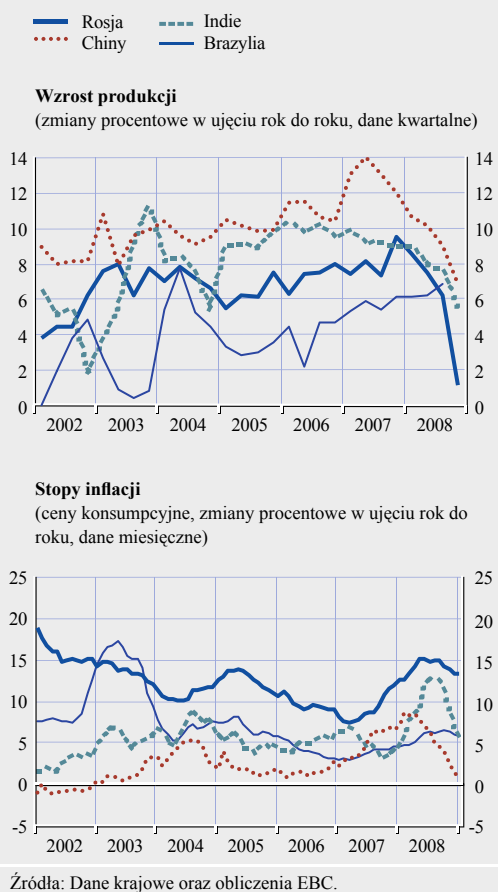 Rosja Indie
Chiny Brazylia
Wzrost produkcji
(zmiany procentowe w ujęciu rok do roku, dane kwartalne)
14 14
12 12
10 10
8 8
6 6
4 4
2 2
0 0
2002 2003 2004 2005 2006 2007 2008
Stopy inflacji
(ceny konsumpcyjne, zmiany procentowe w ujęciu rok do
roku, dane miesięczne)
25 25
20 20
15 15
10 10
5 5
0 0
-5 -5
2002 2003 2004 2005 2006 2007 2008
Źródła: Dane krajowe oraz obliczenia EBC.